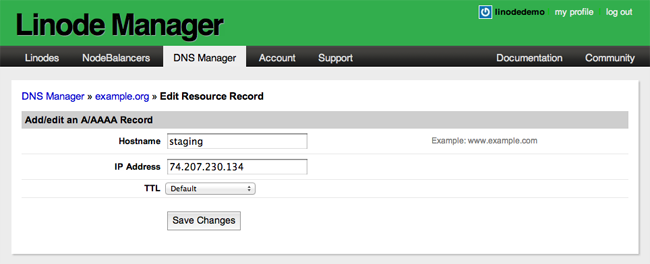 Linode Manager
linodedemo my profile log out
Linodes NodeBalancers DNS Manager Account Support Documentation Community
DNS Manager » example.org » Edit Resource Record
Add/edit an A/AAAA Record
Hostname staging Example: www.example.com
IP Address 74.207.230.134
TTL Default
Save Changes